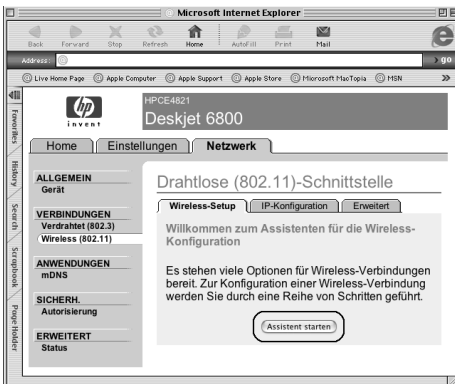 Microsoft Internet Explorer
Back Forward Stop Refresh Home AutoFill Print Mail
Address: go
Live Home Page Apple Computer Apple Support Apple Store Microsoft MacTopia MSN
Favorites
History
Search
Scrapbook
Page Holder
hp
invent
HPCE4821
Deskjet 6800
Home Einstellungen Netzwerk
ALLGEMEIN
Gerät
VERBINDUNGEN
Verdrahtet (802.3)
Wireless (802.11)
ANWENDUNGEN
mDNS
SICHERH.
Autorisierung
ERWEITERT
Status
Drahtlose (802.11)-Schnittstelle
Wireless-Setup IP-Konfiguration Erweitert
Willkommen zum Assistenten für die Wireless-
Konfiguration
Es stehen viele Optionen für Wireless-Verbindungen
bereit. Zur Konfiguration einer Wireless-Verbindung
werden Sie durch eine Reihe von Schritten geführt.
Assistent starten